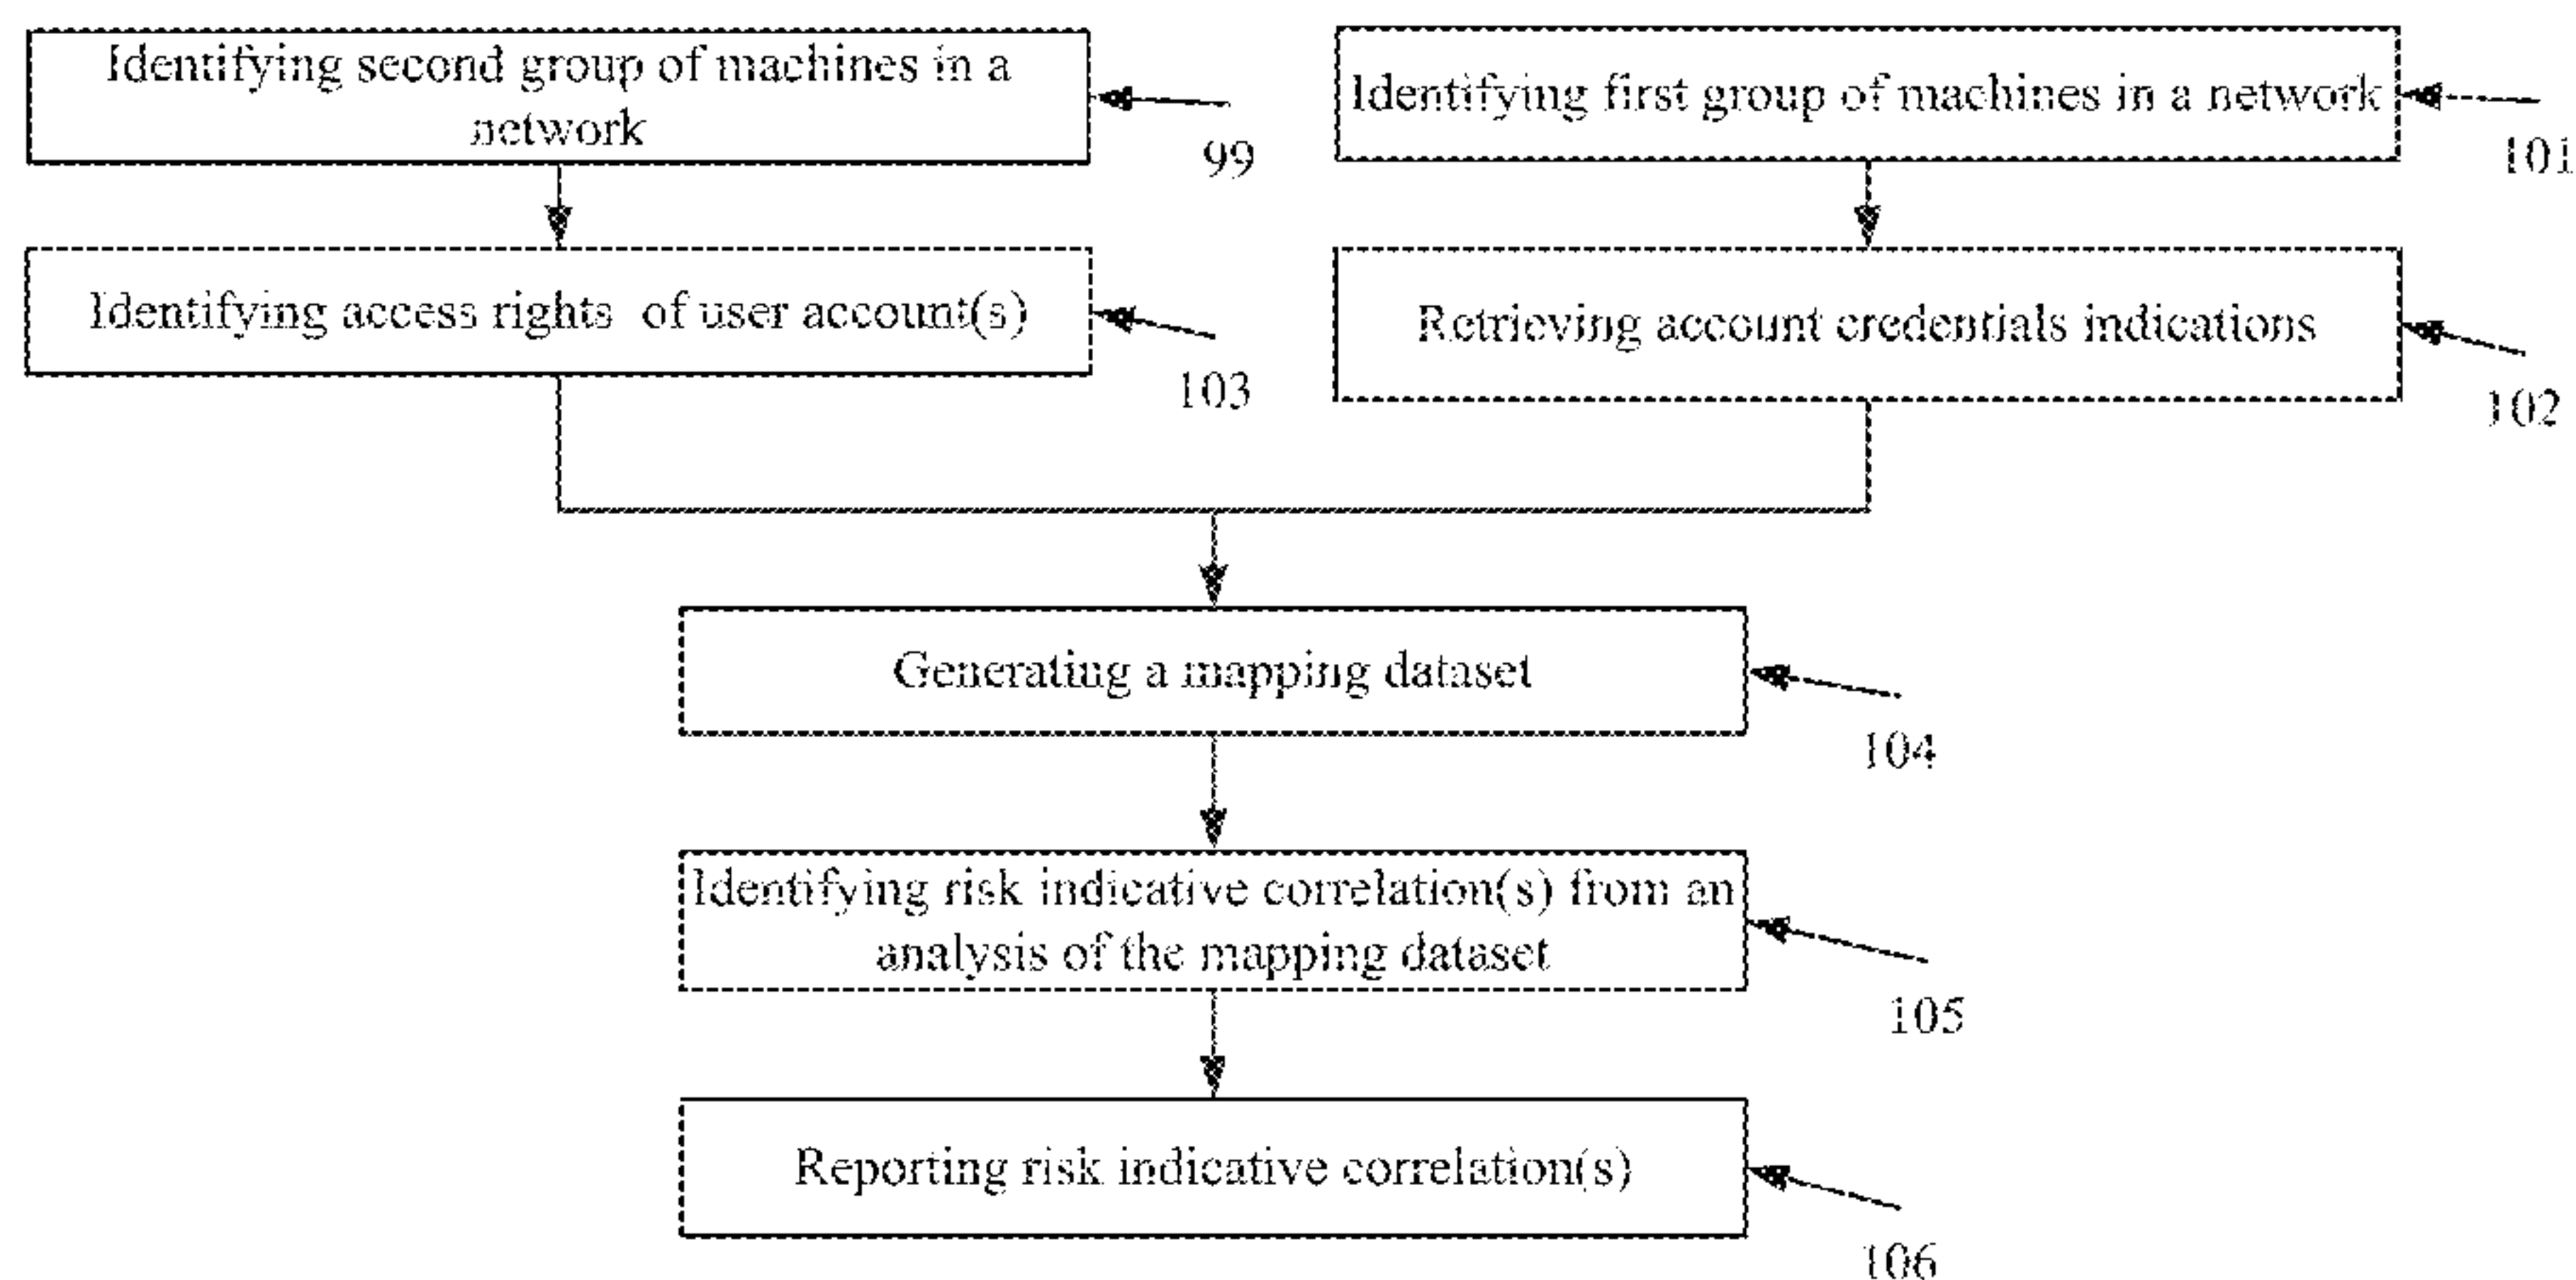 Identifying second group of machines in a
network
99
Identifying first group of machines in a network
101
Identifying access rights of user account(s)
103
Retrieving account credentials indications
102
Generating a mapping dataset
104
Identifying risk indicative correlation(s) from an
analysis of the mapping dataset
105
Reporting risk indicative correlation(s)
106